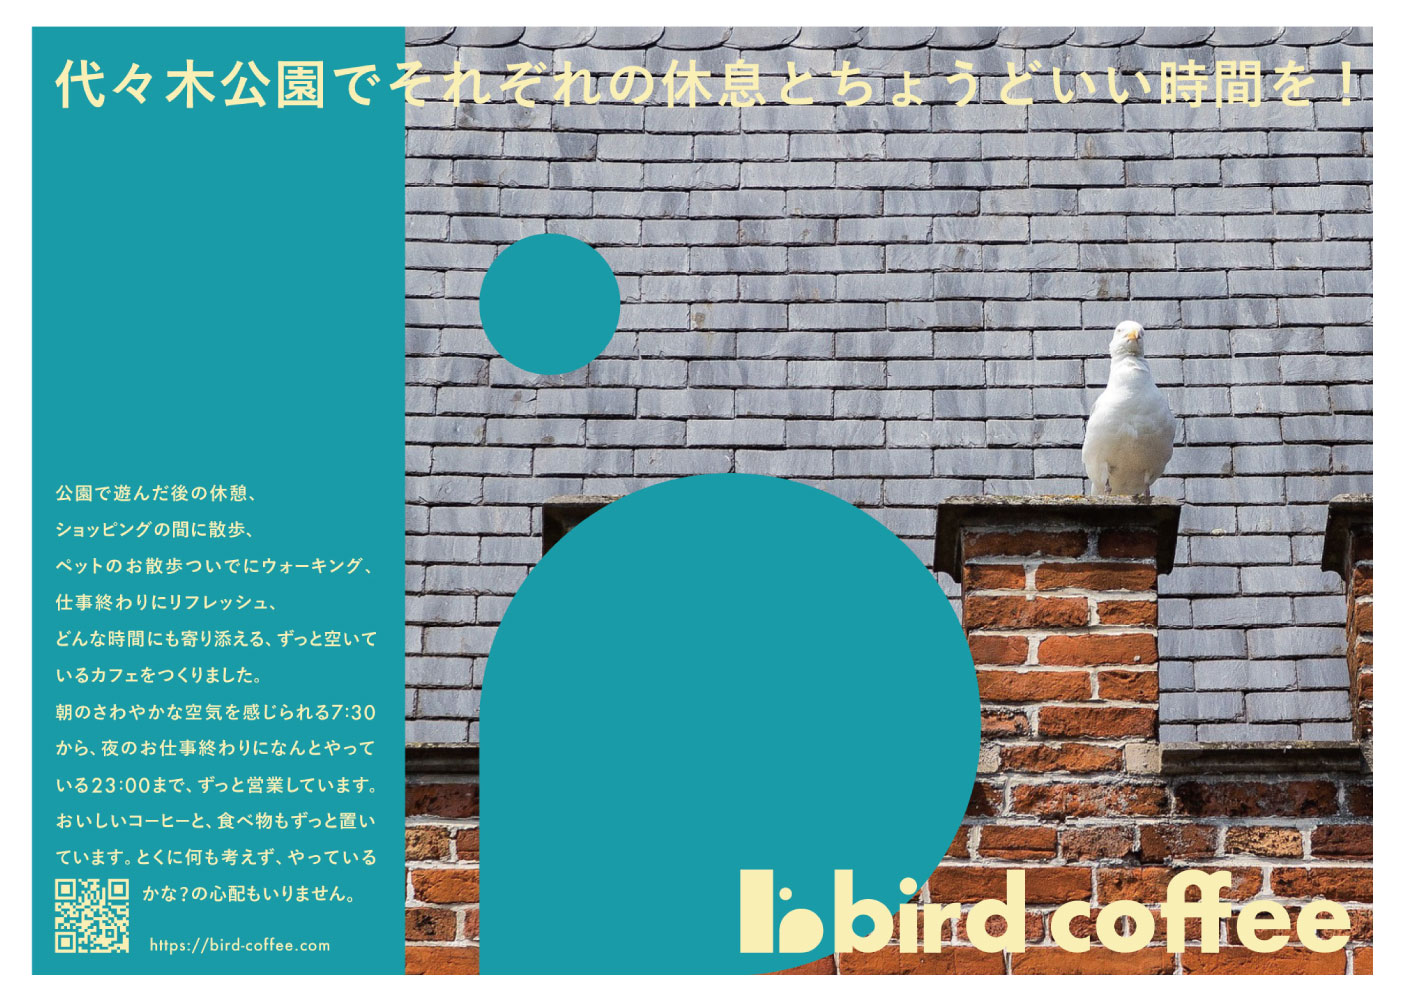 代々木公園でそれぞれの休息とちょうどいい時間を！
公園で遊んだ後の休憩、
ショッピングの間に散歩、
ペットのお散歩ついでにウォーキング、
仕事終わりにリフレッシュ、
どんな時間にも寄り添える、ずっと空いて
いるカフェをつくりました。
朝のさわやかな空気を感じられる7:30
から、夜のお仕事終わりになんとやって
いる23:00まで、ずっと営業しています。
おいしいコーヒーと、食べ物もずっと置い
ています。とくに何も考えず、やっている
かな?の心配もいりません。
https://bird-coffee.com
bird coffee